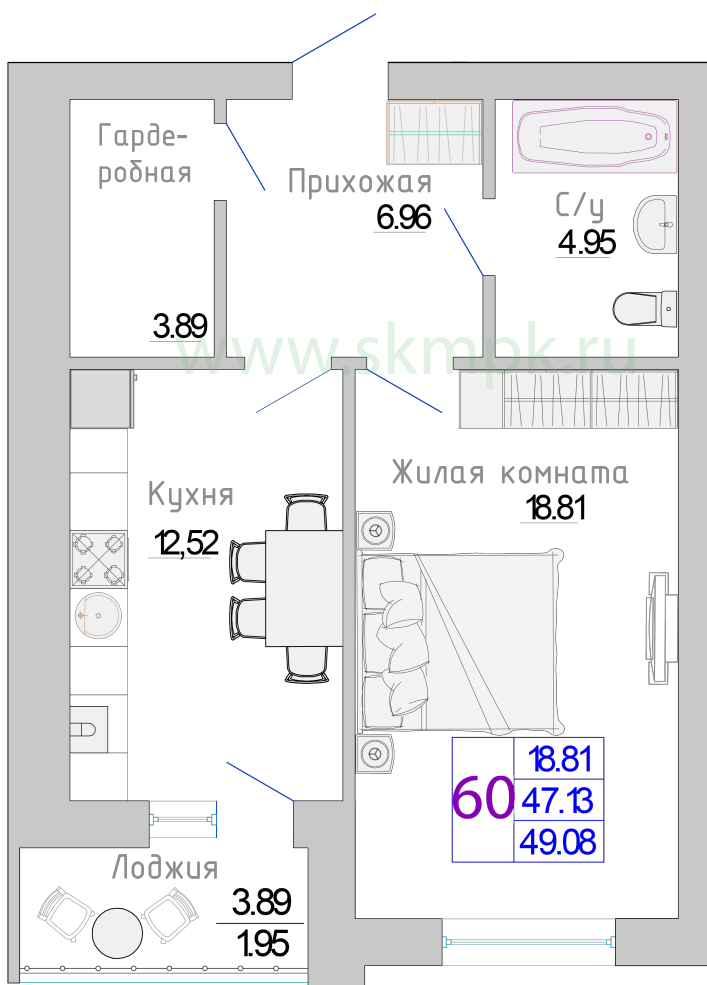 Гарде-
робная
3.89
Прихожая
6.96
С/у
4.95
www.skmpk.ru
Кухня
12,52
Жилая комната
18.81
60
18.81
47.13
49.08
Лоджия
3.89
1.95